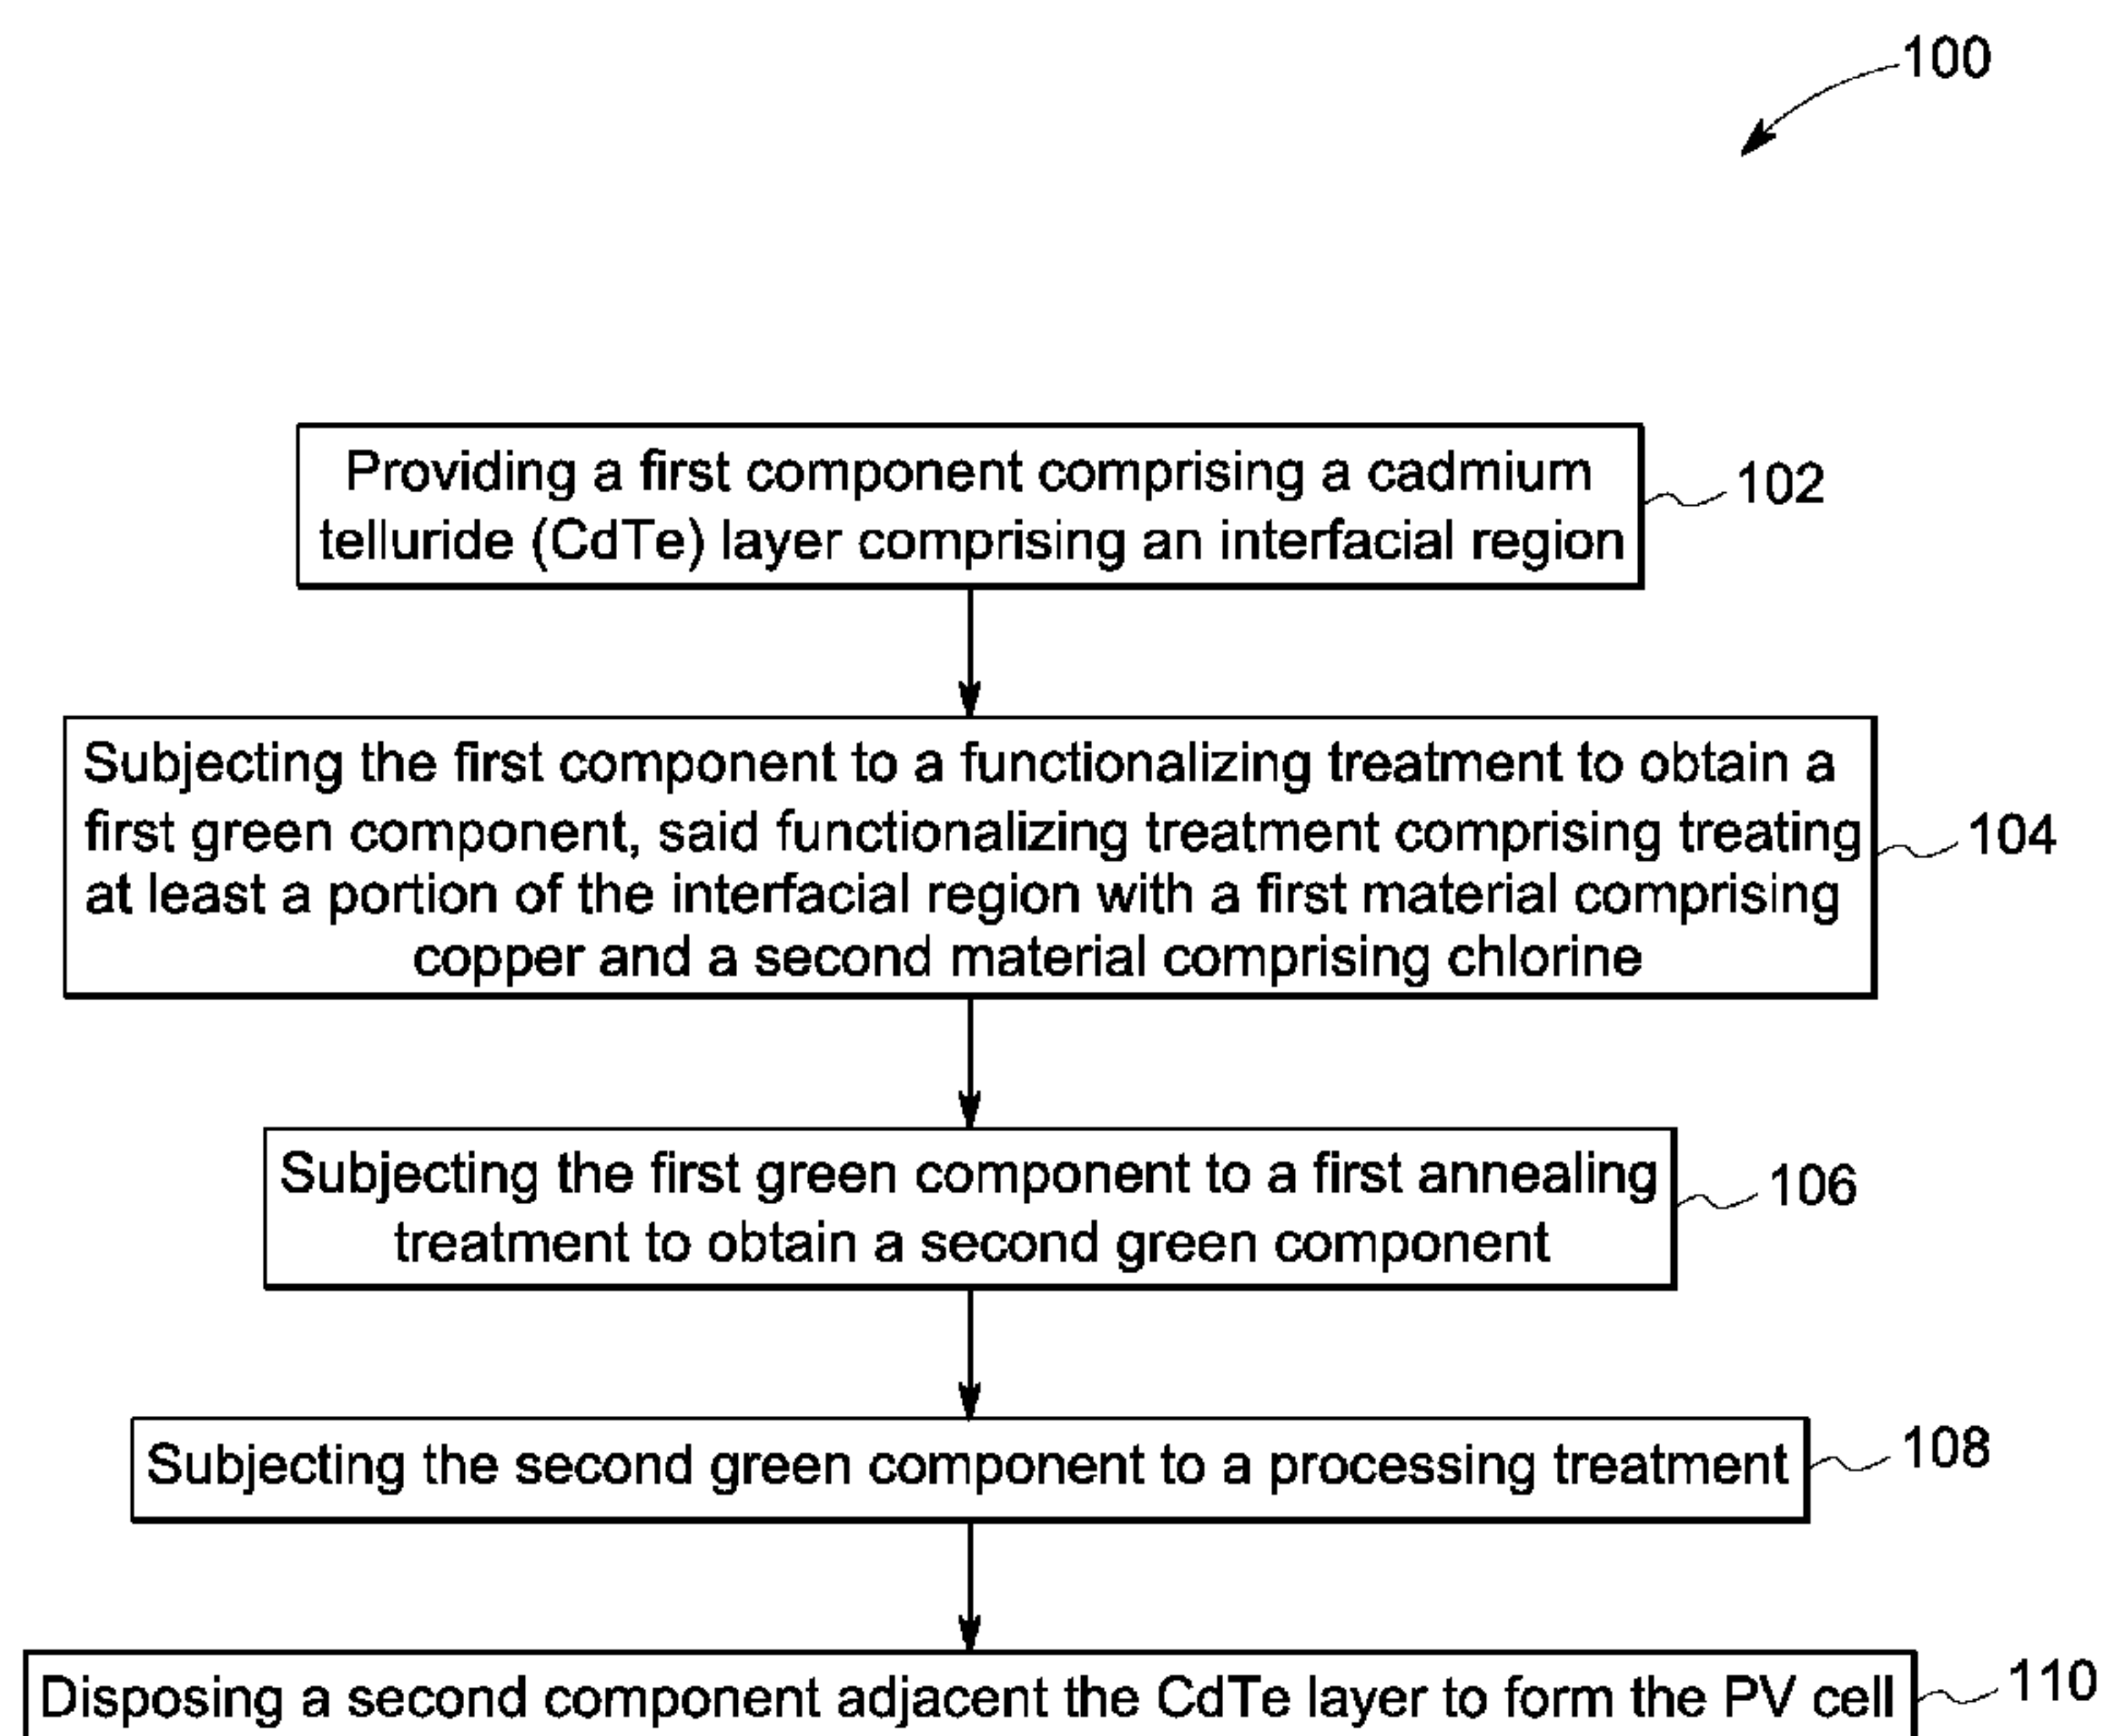 100
Providing a first component comprising a cadmium
telluride (CdTe) layer comprising an interfacial region
102
Subjecting the first component to a functionalizing treatment to obtain a
first green component, said functionalizing treatment comprising treating
at least a portion of the interfacial region with a first material comprising
copper and a second material comprising chlorine
104
Subjecting the first green component to a first annealing
treatment to obtain a second green component
106
Subjecting the second green component to a processing treatment
108
Disposing a second component adjacent the CdTe layer to form the PV cell
110